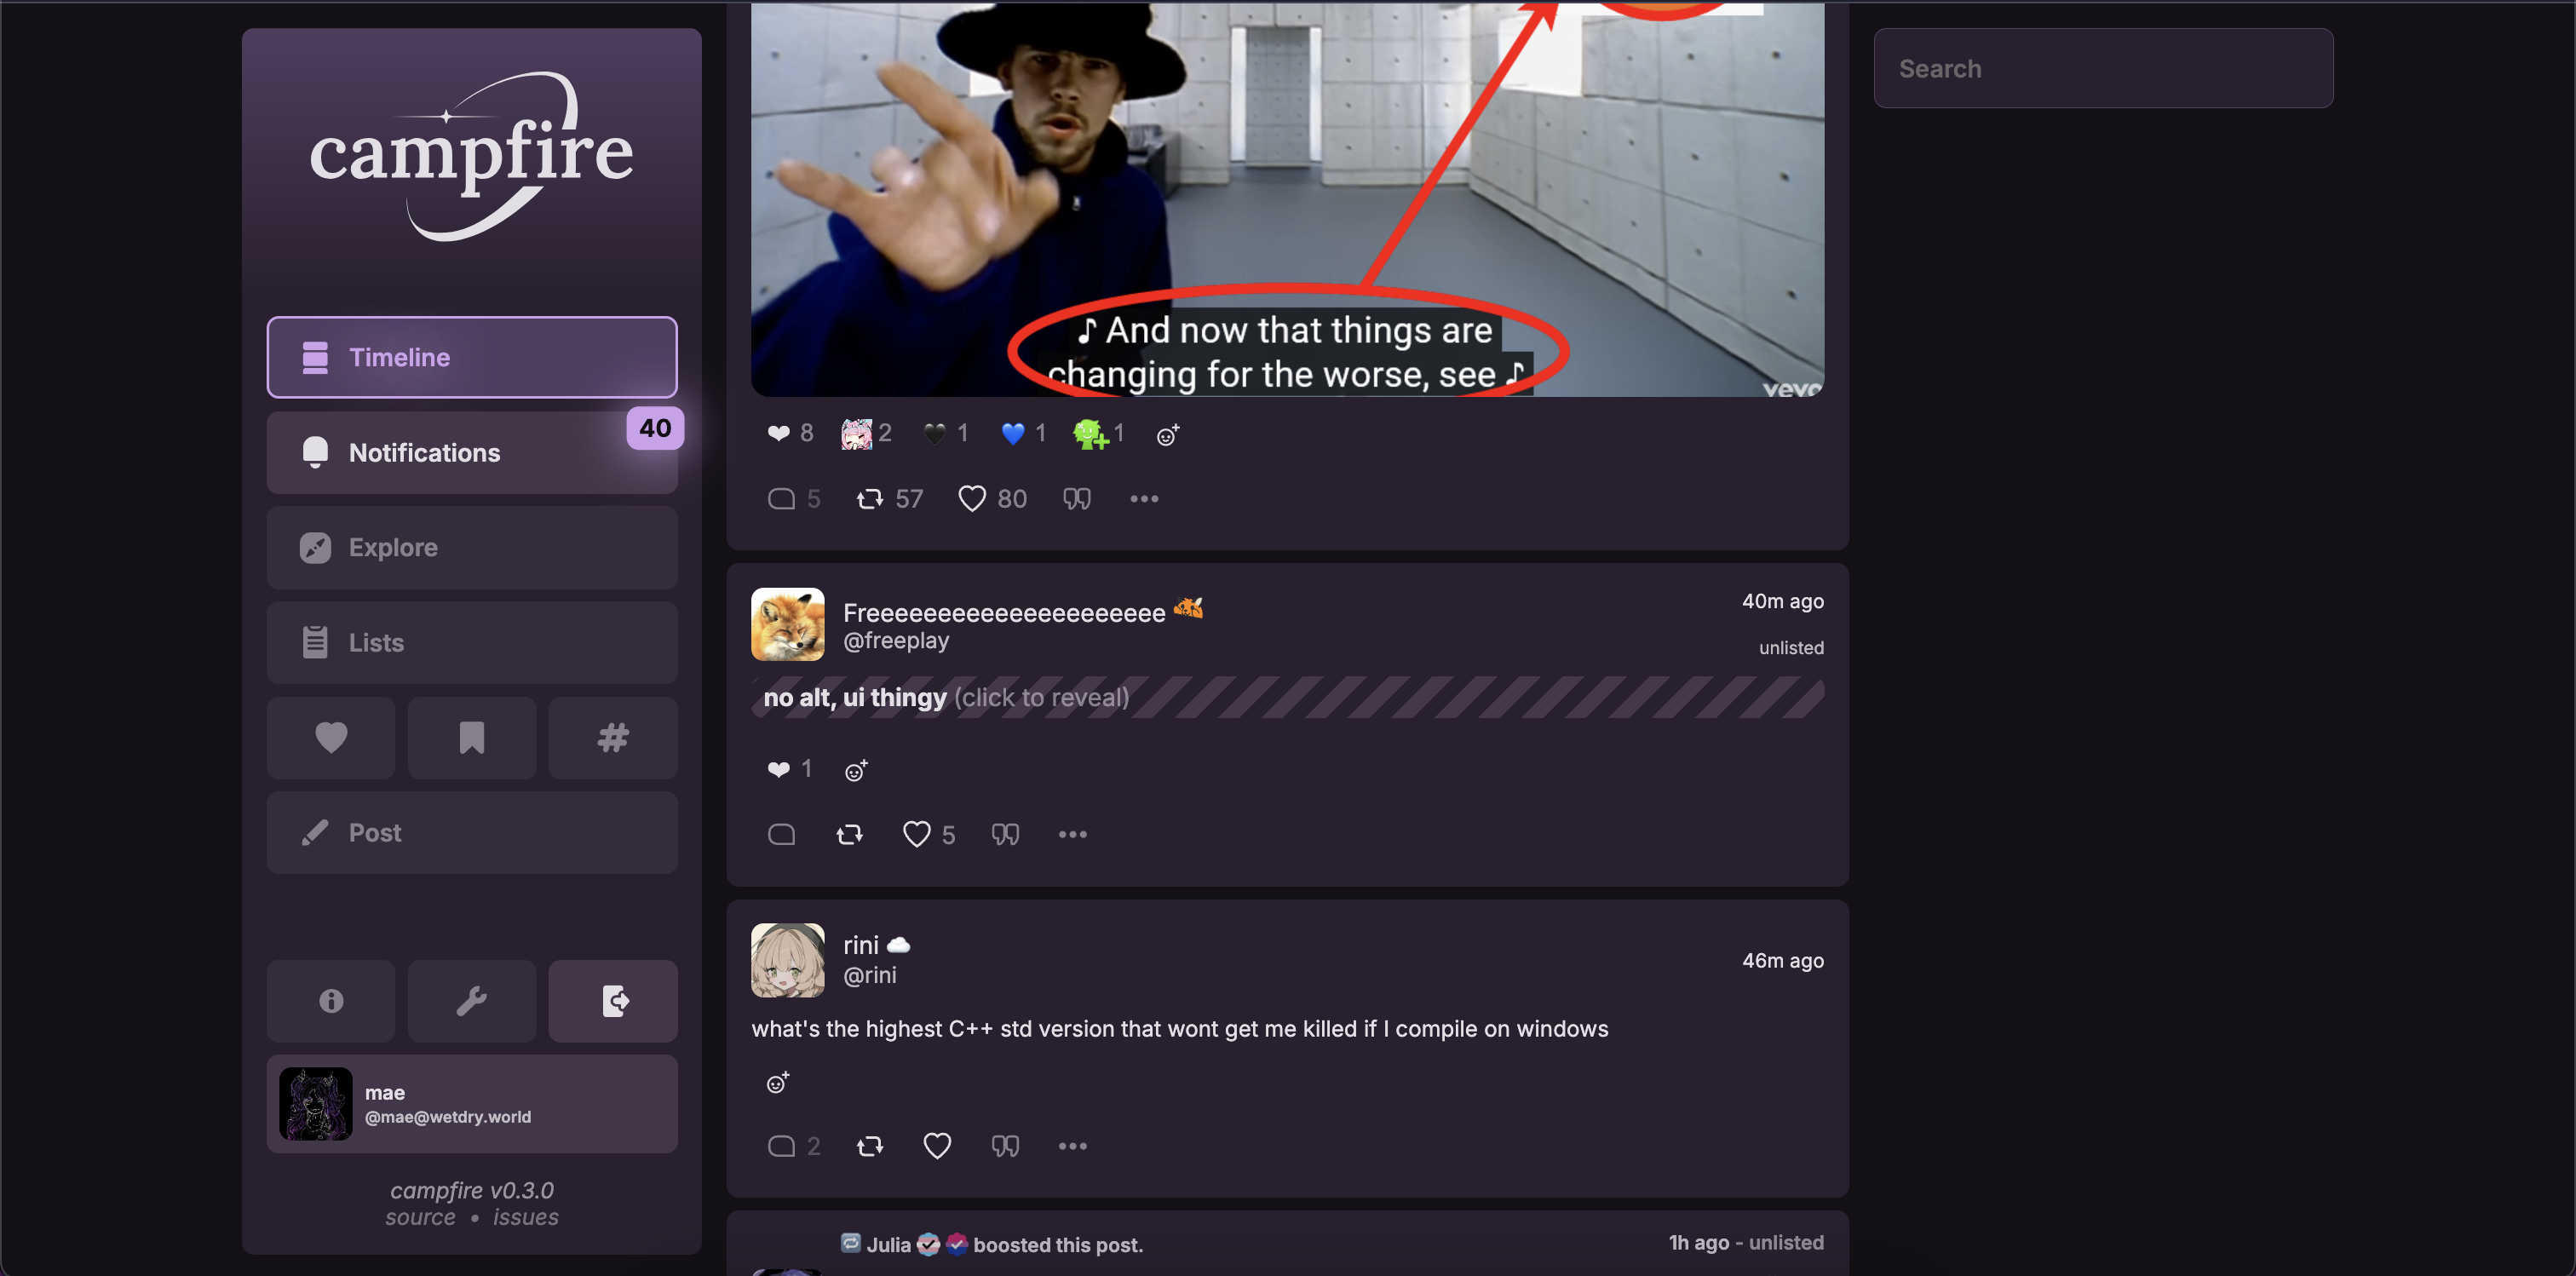 campfire
Timeline
40
Notifications
Explore
Lists
Post
mae
@mae@wetdry.world
campfire v0.3.0
source • issues
♪ And now that things are
changing for the worse, see ♪
vevo
8 2 1 1 1
5 57 80
Freeeeeeeeeeeeeeeeeeee
@freeplay
40m ago
unlisted
no alt, ui thingy (click to reveal)
1
5
rini
@rini
46m ago
what's the highest C++ std version that wont get me killed if I compile on windows
2
Julia boosted this post.
1h ago - unlisted
Search